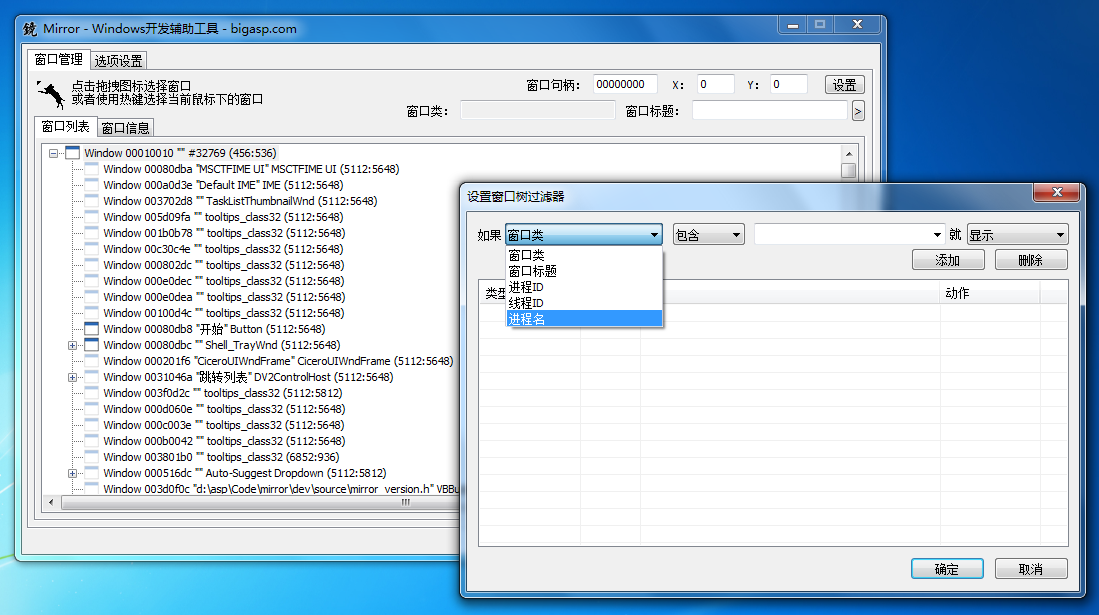 镜 Mirror - Windows开发辅助工具 - bigasp.com
窗口管理 选项设置
点击拖拽图标选择窗口
或者使用热键选择当前鼠标下的窗口
窗口句柄: 00000000 X: 0 Y: 0 设置
窗口类: 窗口标题: >
窗口列表 窗口信息
Window 00010010 "" #32769 (456:536)
Window 00080dba "MSCTFIME UI" MSCTFIME UI (5112:5648)
Window 000a0d3e "Default IME" IME (5112:5648)
Window 003702d8 "" TaskListThumbnailWnd (5112:5648)
Window 005d09fa "" tooltips_class32 (5112:5648)
Window 001b0b78 "" tooltips_class32 (5112:5648)
Window 00c30c4e "" tooltips_class32 (5112:5648)
Window 000802dc "" tooltips_class32 (5112:5648)
Window 000e0dec "" tooltips_class32 (5112:5648)
Window 000e0dea "" tooltips_class32 (5112:5648)
Window 00100d4c "" tooltips_class32 (5112:5648)
Window 00080db8 "开始" Button (5112:5648)
Window 00080dbc "" Shell_TrayWnd (5112:5648)
Window 000201f6 "CiceroUIWndFrame" CiceroUIWndFrame (5112:5648)
Window 0031046a "跳转列表" DV2ControlHost (5112:5648)
Window 003f0d2c "" tooltips_class32 (5112:5812)
Window 000d060e "" tooltips_class32 (5112:5648)
Window 000c003e "" tooltips_class32 (5112:5648)
Window 000b0042 "" tooltips_class32 (5112:5648)
Window 003801b0 "" tooltips_class32 (6852:936)
Window 000516dc "" Auto-Suggest Dropdown (5112:5812)
Window 003d0f0c "d:\asp\Code\mirror\dev\source\mirror_version.h" VBBu
设置窗口树过滤器
如果 窗口类 包含 就 显示
窗口类
窗口标题
进程ID
线程ID
进程名
添加 删除
类型 动作
确定 取消